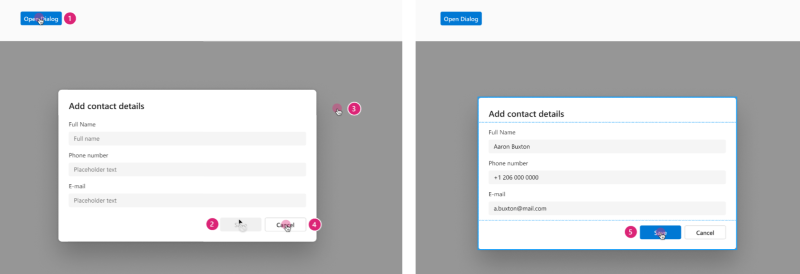 Open Dialog
1
Add contact details
Full Name
Full name
Phone number
Placeholder text
E-mail
Placeholder text
2
Cancel
4
3
Open Dialog
Add contact details
Full Name
Aaron Buxton
Phone number
+1 206 000 0000
E-mail
a.buxton@mail.com
5
Save
Cancel